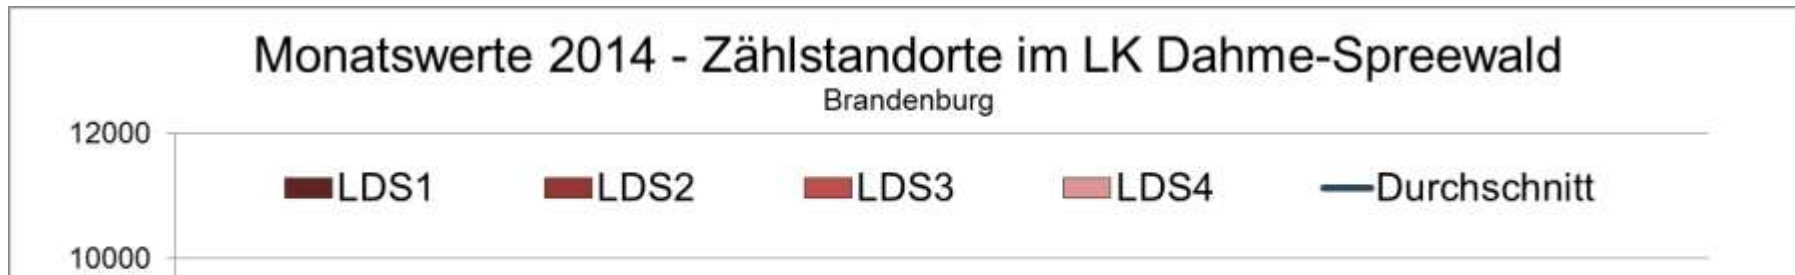 Monatswerte 2014 - Zählstandorte im LK Dahme-Spreewald
Brandenburg
12000
LDS1 LDS2 LDS3 LDS4 Durchschnitt
10000